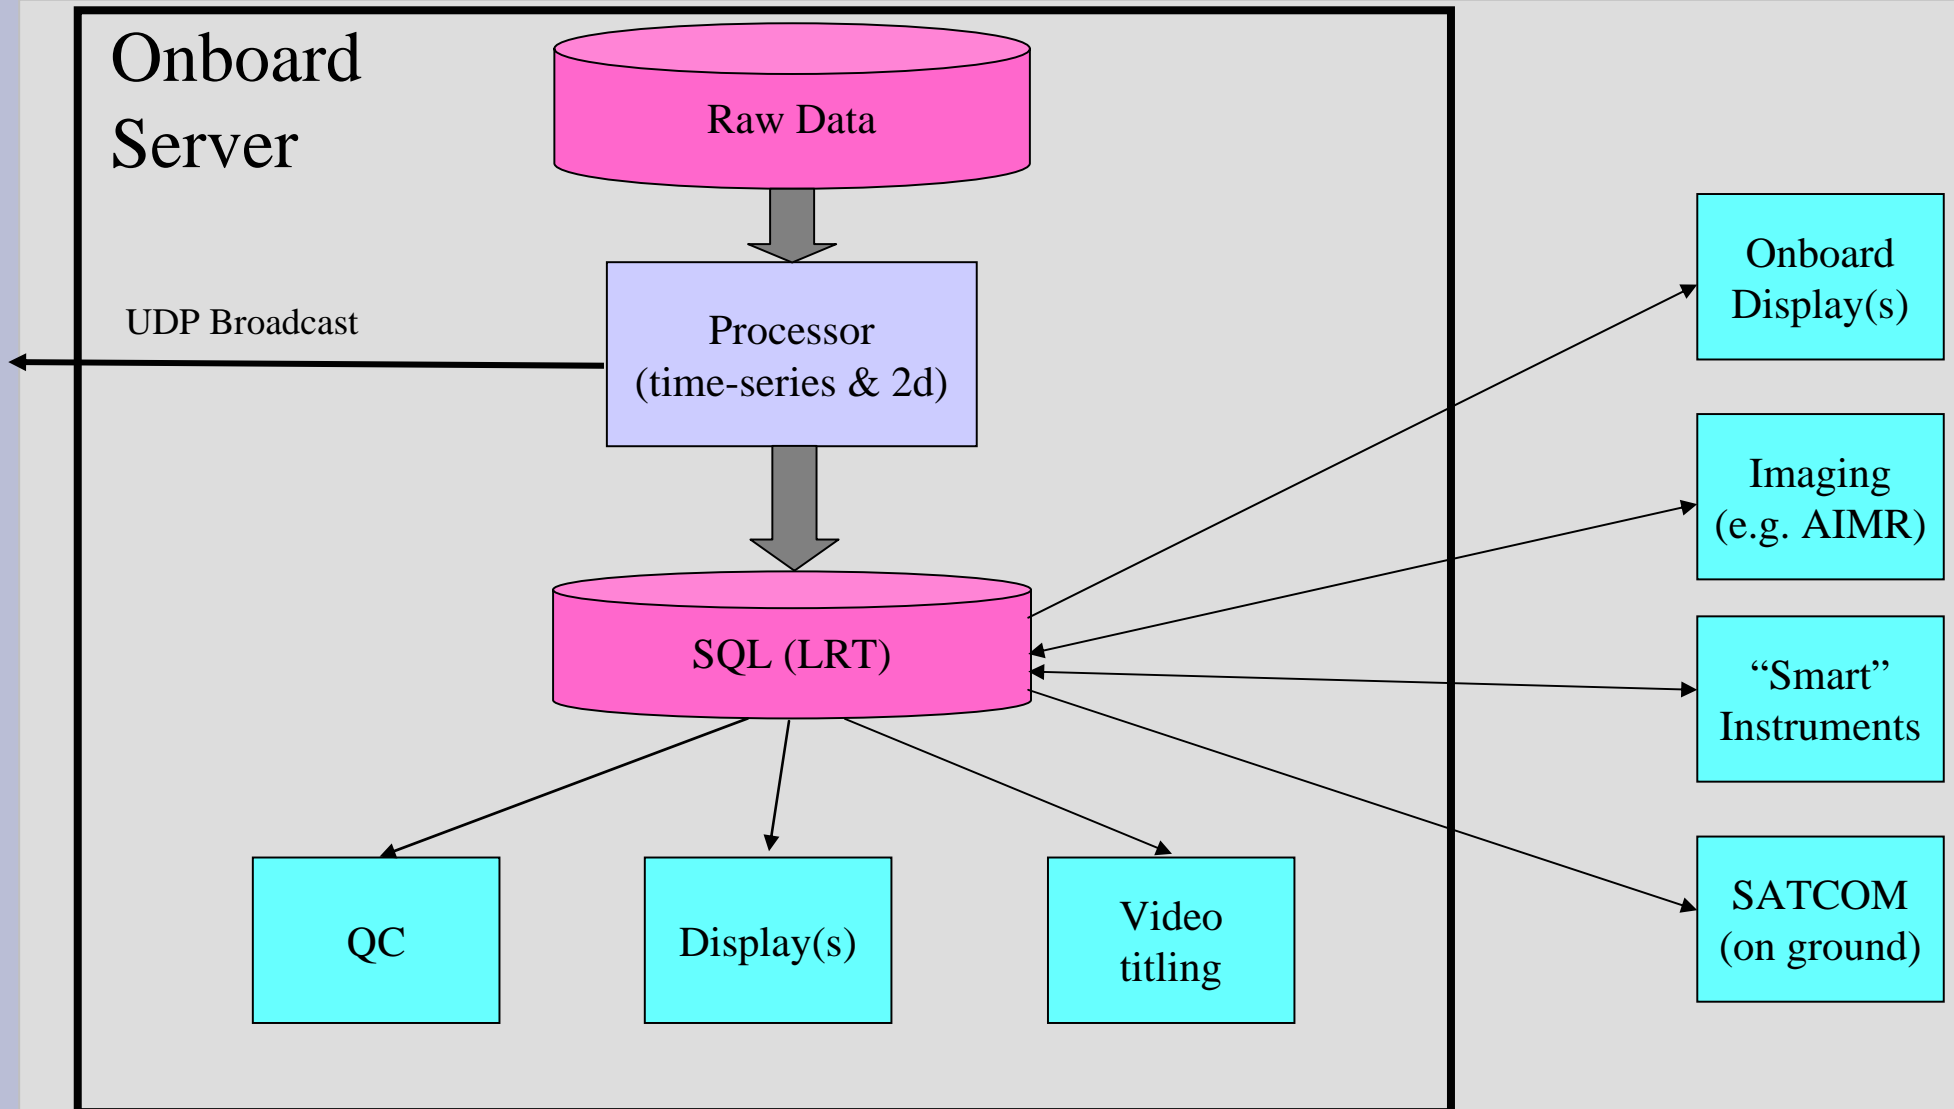 Onboard
Server
Raw Data
UDP Broadcast
Processor
(time-series & 2d)
SQL (LRT)
QC
Display(s)
Video
titling
Onboard
Display(s)
Imaging
(e.g. AIMR)
“Smart”
Instruments
SATCOM
(on ground)